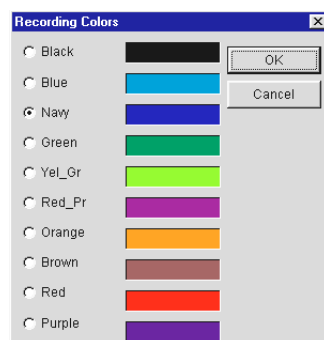 Recording Colors
Black
OK
Blue
Cancel
Navy
Green
Yel_Gr
Red_Pr
Orange
Brown
Red
Purple